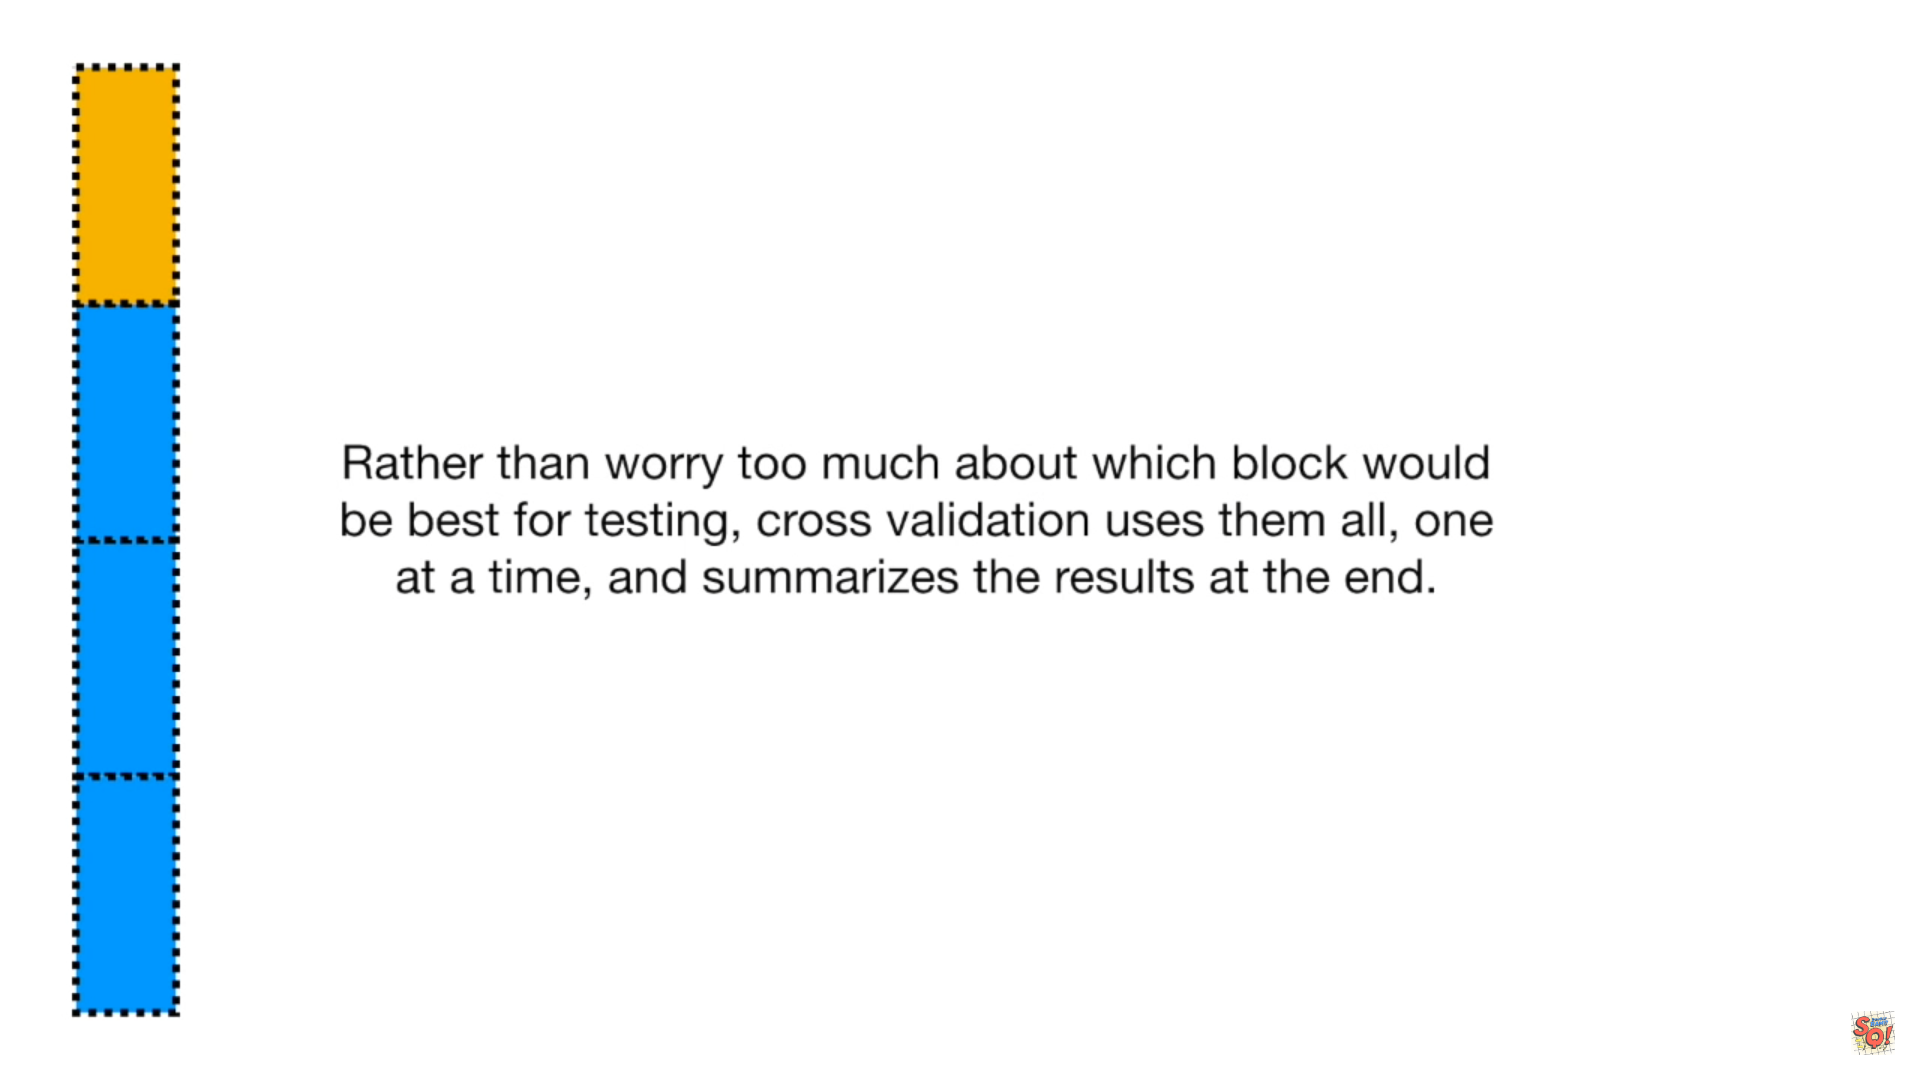 Rather than worry too much about which block would
be best for testing, cross validation uses them all, one
at a time, and summarizes the results at the end.
SQ!